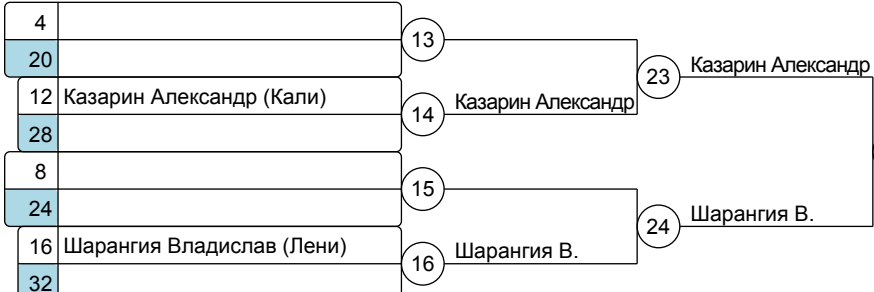 4
13
20
23 Казарин Александр
12 Казарин Александр (Кали)
14 Казарин Александр
28
8
15
24
24 Шарангия В.
16 Шарангия Владислав (Лени)
16 Шарангия В.
32